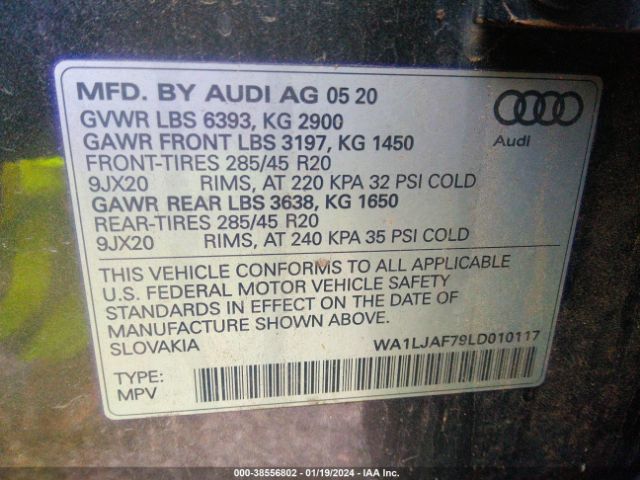 MFD. BY AUDI AG 05 20
GVWR LBS 6393, KG 2900
GAWR FRONT LBS 3197, KG 1450
FRONT-TIRES 285/45 R20
9JX20 RIMS, AT 220 KPA 32 PSI COLD
GAWR REAR LBS 3638, KG 1650
REAR-TIRES 285/45 R20
9JX20 RIMS, AT 240 KPA 35 PSI COLD
Audi
THIS VEHICLE CONFORMS TO ALL APPLICABLE
U.S. FEDERAL MOTOR VEHICLE SAFETY
STANDARDS IN EFFECT ON THE DATE OF
MANUFACTURE SHOWN ABOVE.
SLOVAKIA WA1LJAF79LD010117
TYPE:
MPV
000-38556802 - 01/19/2024 - IAA Inc.